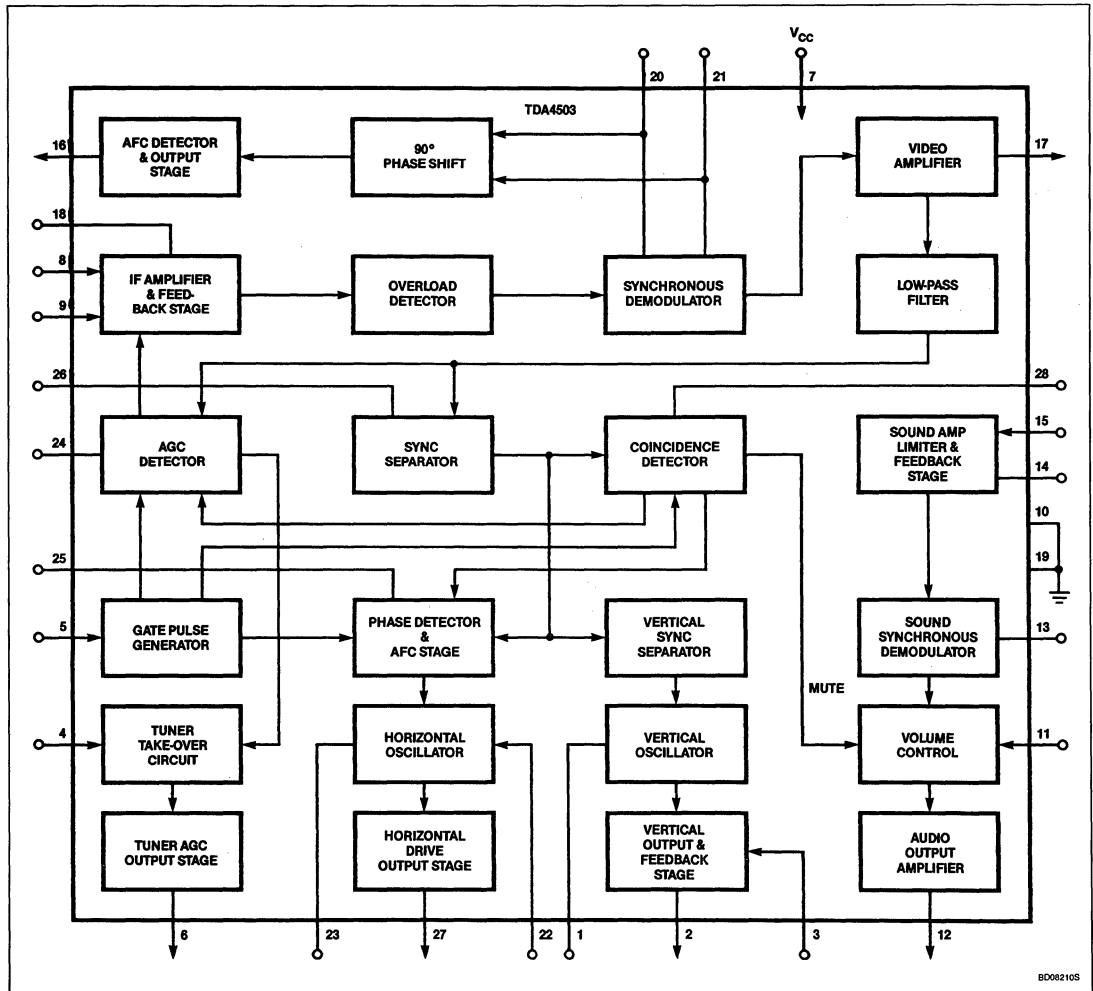 VCC
20
21
7
TDA4503
16
AFC DETECTOR
& OUTPUT
STAGE
90°
PHASE SHIFT
VIDEO
AMPLIFIER
17
18
8
9
IF AMPLIFIER
& FEED-
BACK STAGE
OVERLOAD
DETECTOR
SYNCHRONOUS
DEMODULATOR
LOW-PASS
FILTER
26
28
24
AGC
DETECTOR
SYNC
SEPARATOR
COINCIDENCE
DETECTOR
SOUND AMP
LIMITER &
FEEDBACK
STAGE
15
14
10
19
25
5
GATE PULSE
GENERATOR
PHASE DETECTOR
&
AFC STAGE
VERTICAL
SYNC
SEPARATOR
SOUND
SYNCHRONOUS
DEMODULATOR
13
MUTE
4
TUNER
TAKE-OVER
CIRCUIT
HORIZONTAL
OSCILLATOR
VERTICAL
OSCILLATOR
VOLUME
CONTROL
11
TUNER AGC
OUTPUT STAGE
HORIZONTAL
DRIVE
OUTPUT STAGE
VERTICAL
OUTPUT &
FEEDBACK
STAGE
AUDIO
OUTPUT
AMPLIFIER
6
23
27
22
1
2
3
12
BD08210S